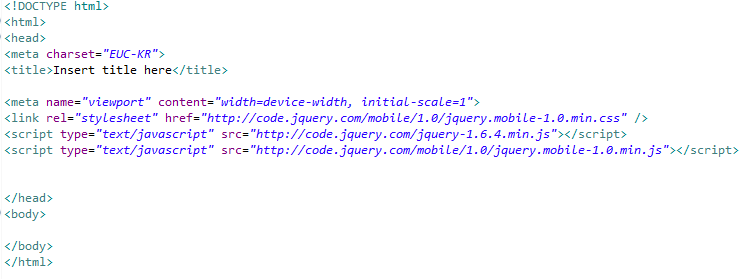 <!DOCTYPE html>
<html>
<head>
<meta charset="EUC-KR">
<title>Insert title here</title>
<meta name="viewport" content="width=device-width, initial-scale=1">
<link rel="stylesheet" href="http://code.jquery.com/mobile/1.0/jquery.mobile-1.0.min.css" />
<script type="text/javascript" src="http://code.jquery.com/jquery-1.6.4.min.js"></script>
<script type="text/javascript" src="http://code.jquery.com/mobile/1.0/jquery.mobile-1.0.min.js"></script>
</head>
<body>
</body>
</html>